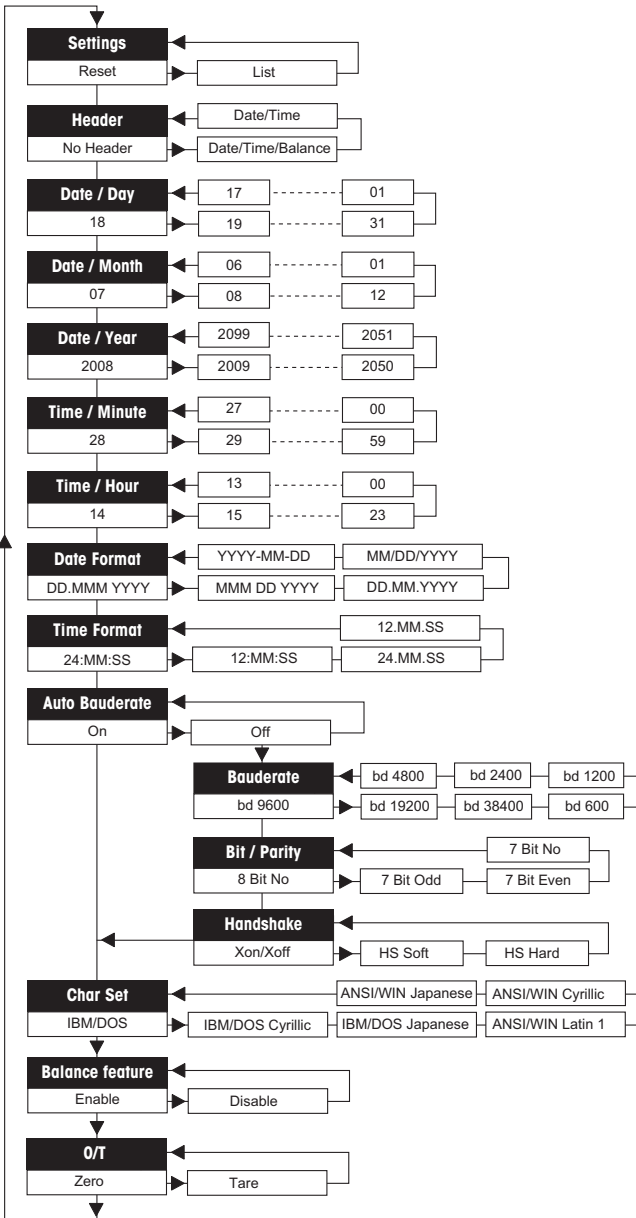 Settings
Reset List
Header Date/Time
No Header Date/Time/Balance
Date / Day 17 01
18 19 31
Date / Month 06 01
07 08 12
Date / Year 2099 2051
2008 2009 2050
Time / Minute 27 00
28 29 59
Time / Hour 13 00
14 15 23
Date Format YYYY-MM-DD MM/DD/YYYY
DD.MMM YYYY MMM DD YYYY DD.MM.YYYY
Time Format 12.MM.SS
24:MM:SS 12:MM:SS 24.MM.SS
Auto Bauderate
On Off
Bauderate bd 4800 bd 2400 bd 1200
bd 9600 bd 19200 bd 38400 bd 600
Bit / Parity 7 Bit No
8 Bit No 7 Bit Odd 7 Bit Even
Handshake
Xon/Xoff HS Soft HS Hard
Char Set ANSI/WIN Japanese ANSI/WIN Cyrillic
IBM/DOS IBM/DOS Cyrillic IBM/DOS Japanese ANSI/WIN Latin 1
Balance feature
Enable Disable
O/T
Zero Tare